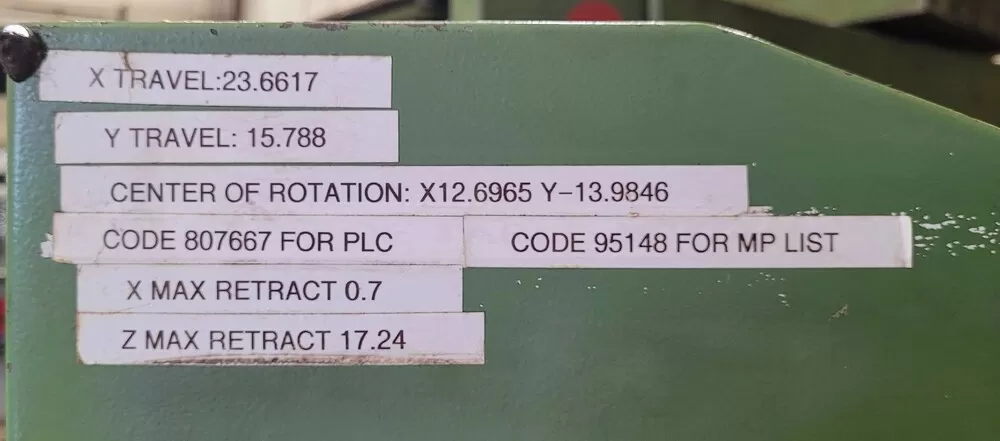 X TRAVEL:23.6617
Y TRAVEL: 15.788
CENTER OF ROTATION: X12.6965 Y-13.9846
CODE 807667 FOR PLC
CODE 95148 FOR MP LIST
X MAX RETRACT 0.7
Z MAX RETRACT 17.24